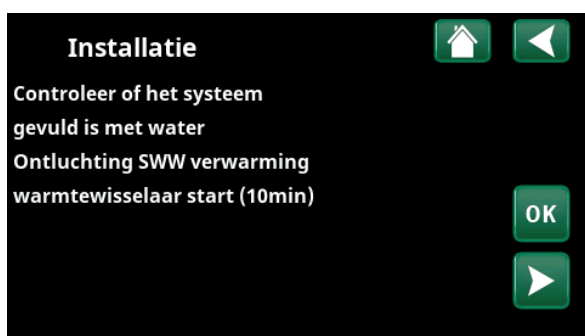 Installatie
Controleer of het systeem
gevuld is met water
Ontluchting SWW verwarming
warmtewisselaar start (10min)
OK